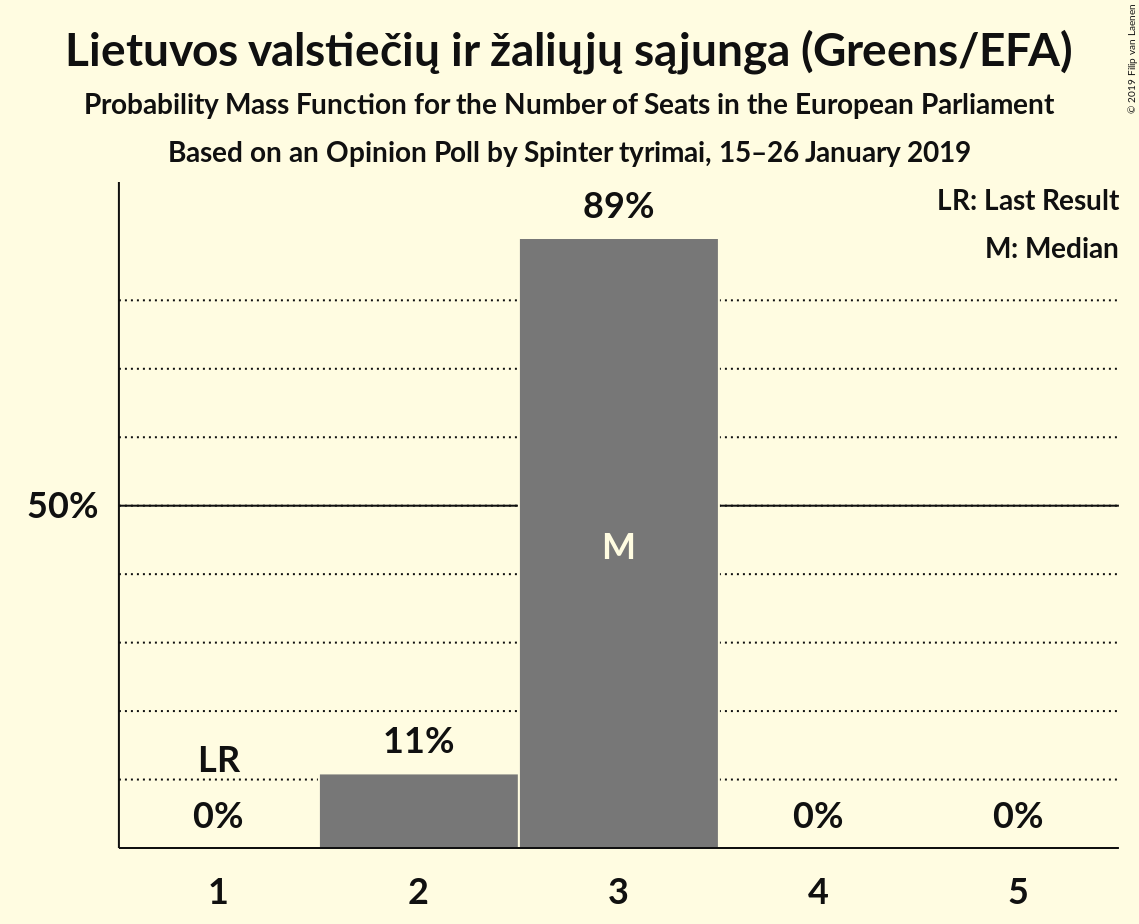 Lietuvos valstiečių ir žaliųjų sąjunga (Greens/EFA)
Probability Mass Function for the Number of Seats in the European Parliament
Based on an Opinion Poll by Spinter tyrimai, 15–26 January 2019
© 2019 Filip van Laenen
LR: Last Result
M: Median
89%
50%
M
11%
LR
0%
0%
0%
1
2
3
4
5